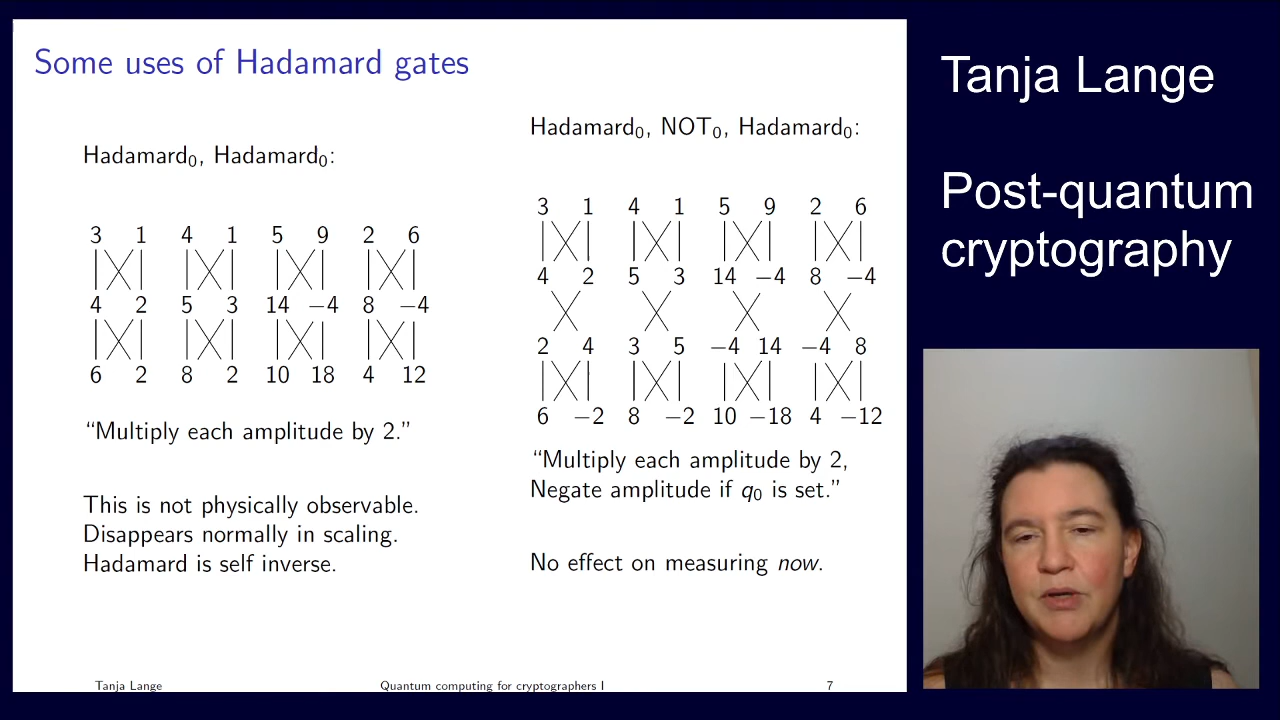 Some uses of Hadamard gates
Hadamard₀, Hadamard₀:
3 1 4 1 5 9 2 6
4 2 5 3 14 −4 8 −4
6 2 8 2 10 18 4 12
“Multiply each amplitude by 2.”
This is not physically observable.
Disappears normally in scaling.
Hadamard is self inverse.
Hadamard₀, NOT₀, Hadamard₀:
3 1 4 1 5 9 2 6
4 2 5 3 14 −4 8 −4
2 4 3 5 −4 14 −4 8
6 −2 8 −2 10 −18 4 −12
“Multiply each amplitude by 2,
Negate amplitude if q₀ is set.”
No effect on measuring now.
Tanja Lange Quantum computing for cryptographers I 7
Tanja Lange
Post-quantum
cryptography